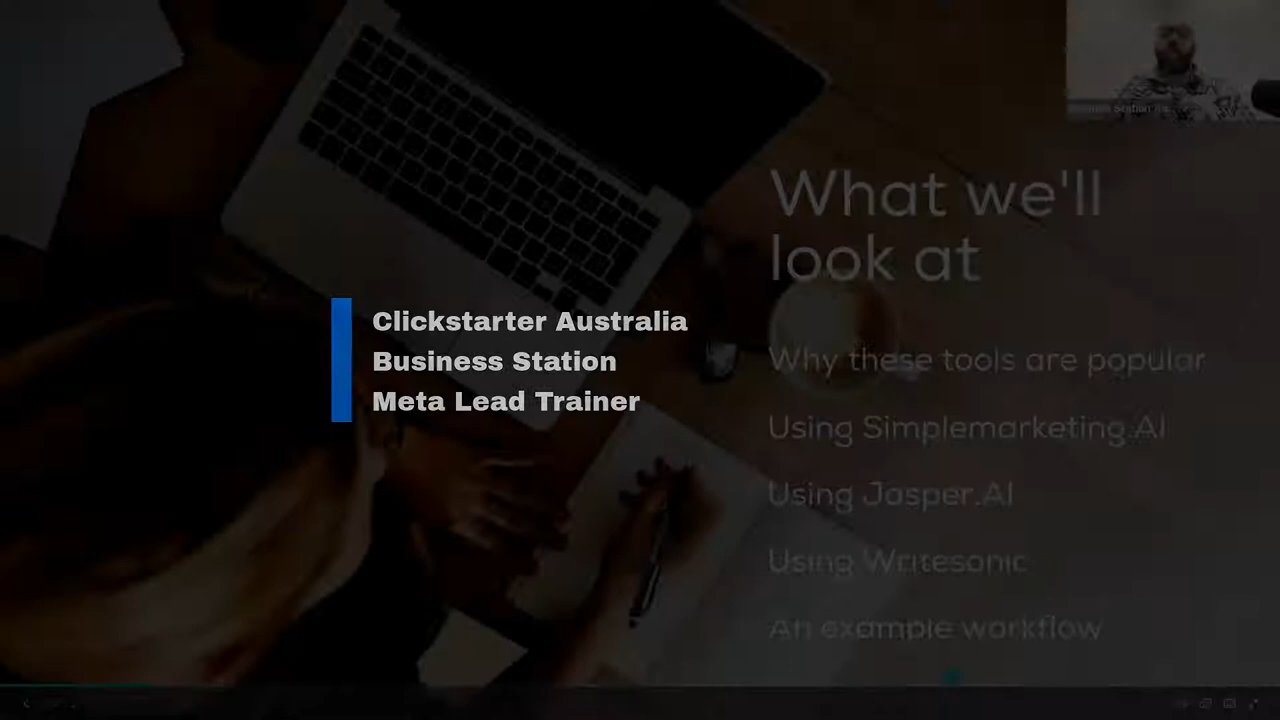 What we'll
look at
Clickstarter Australia
Business Station
Meta Lead Trainer
Why these tools are popular
Using Simplemarketing.AI
Using Jasper.AI
Using Writesonic
An example workflow